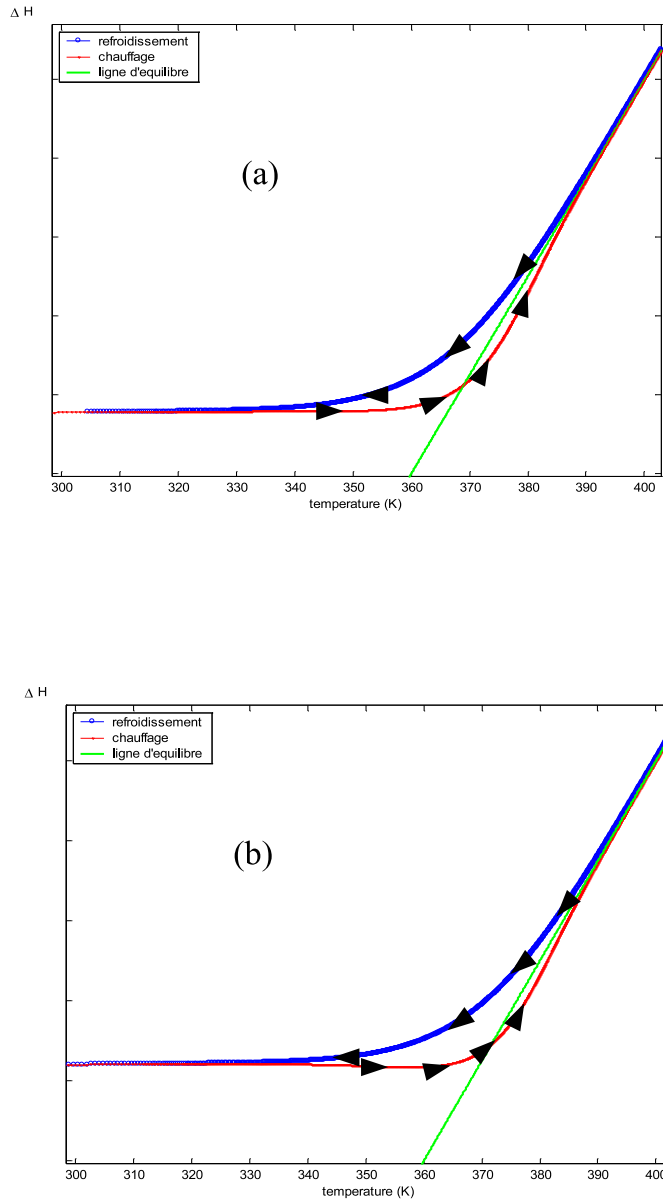 Δ H
refroidissement
chauffage
ligne d'equilibre
(a)
300 310 320 330 340 350 360 370 380 390 400
temperature (K)
Δ H
refroidissement
chauffage
ligne d'equilibre
(b)
300 310 320 330 340 350 360 370 380 390 400
temperature (K)